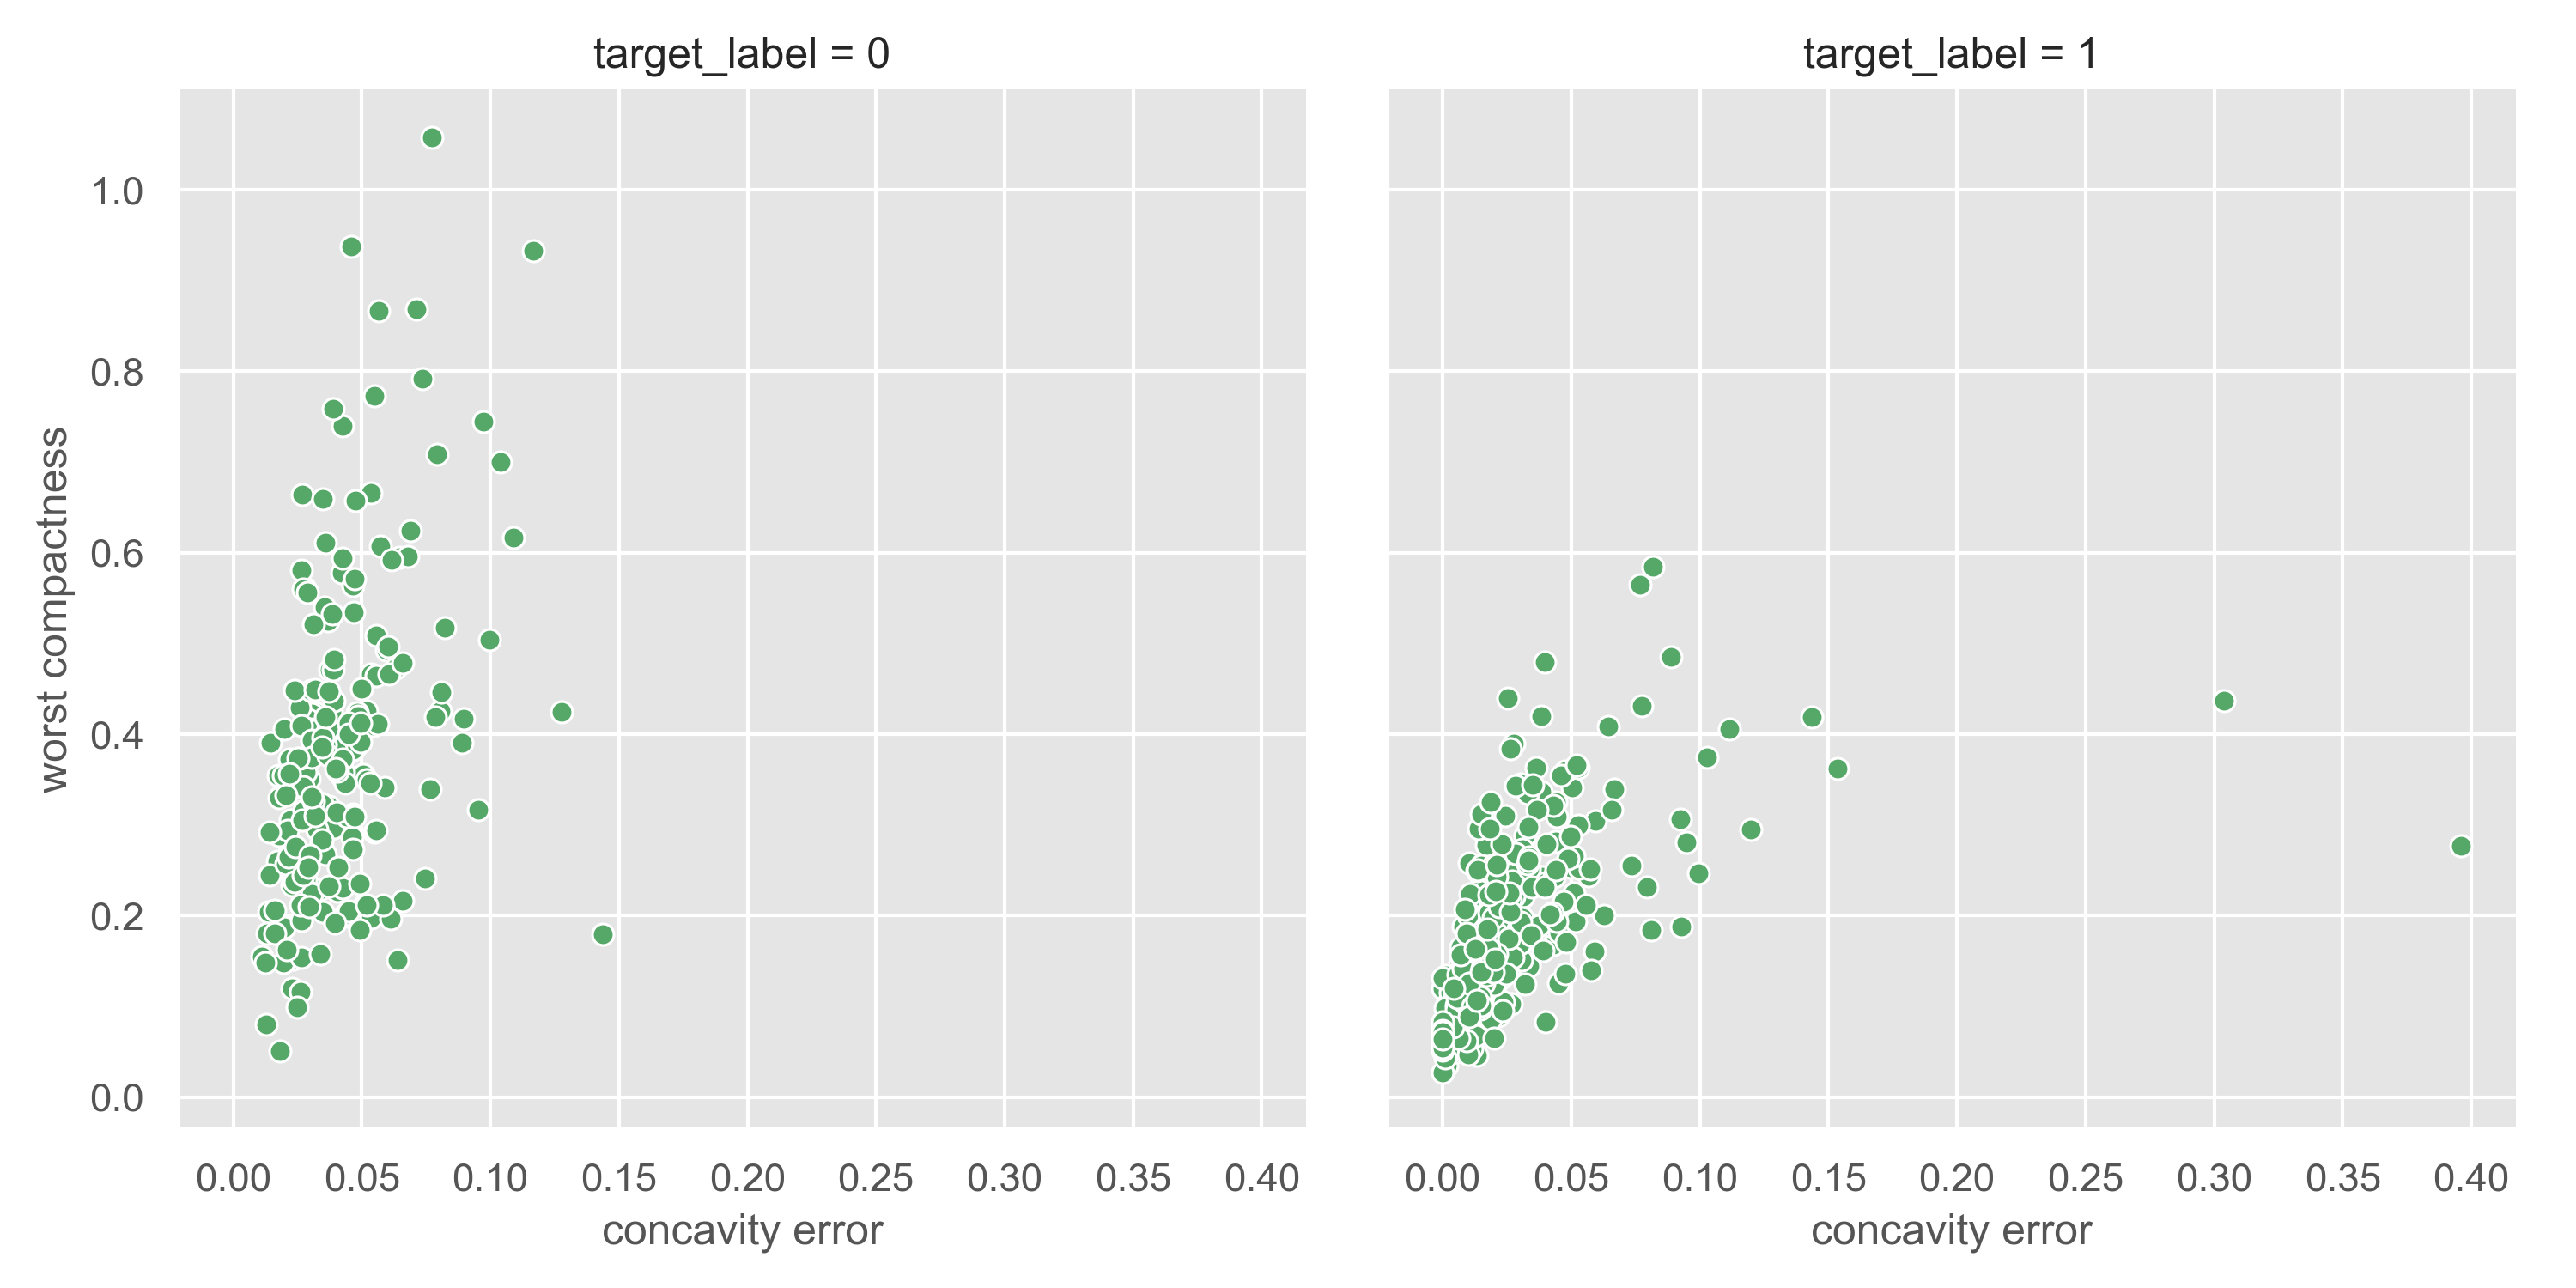 target_label = 0
target_label = 1
worst compactness
1.0
0.8
0.6
0.4
0.2
0.0
0.00 0.05 0.10 0.15 0.20 0.25 0.30 0.35 0.40
0.00 0.05 0.10 0.15 0.20 0.25 0.30 0.35 0.40
concavity error
concavity error